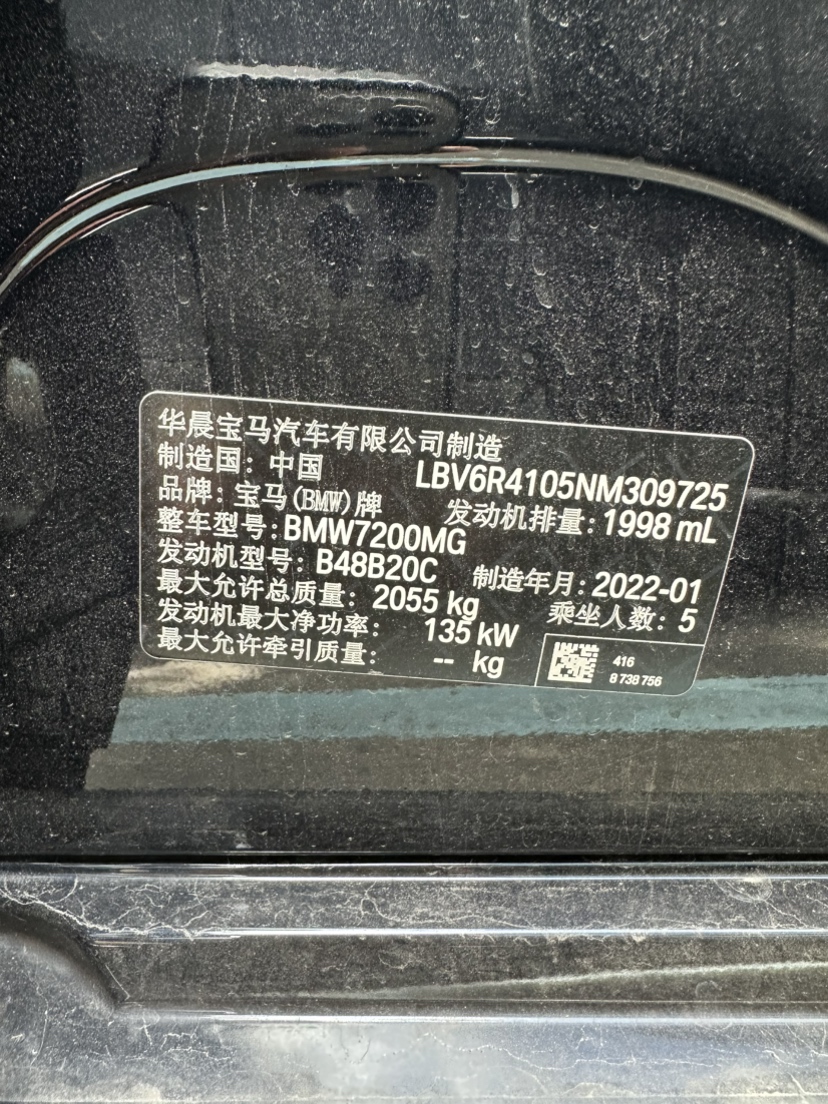 华晨宝马汽车有限公司制造
制造国：中国 LBV6R4105NM309725
品牌：宝马(BMW)牌 发动机排量：1998 mL
整车型号：BMW7200MG
发动机型号：B48B20C 制造年月：2022-01
最大允许总质量：2055 kg 乘坐人数：5
发动机最大净功率：135 kW
最大允许牵引质量：-- kg
416
8 738 756